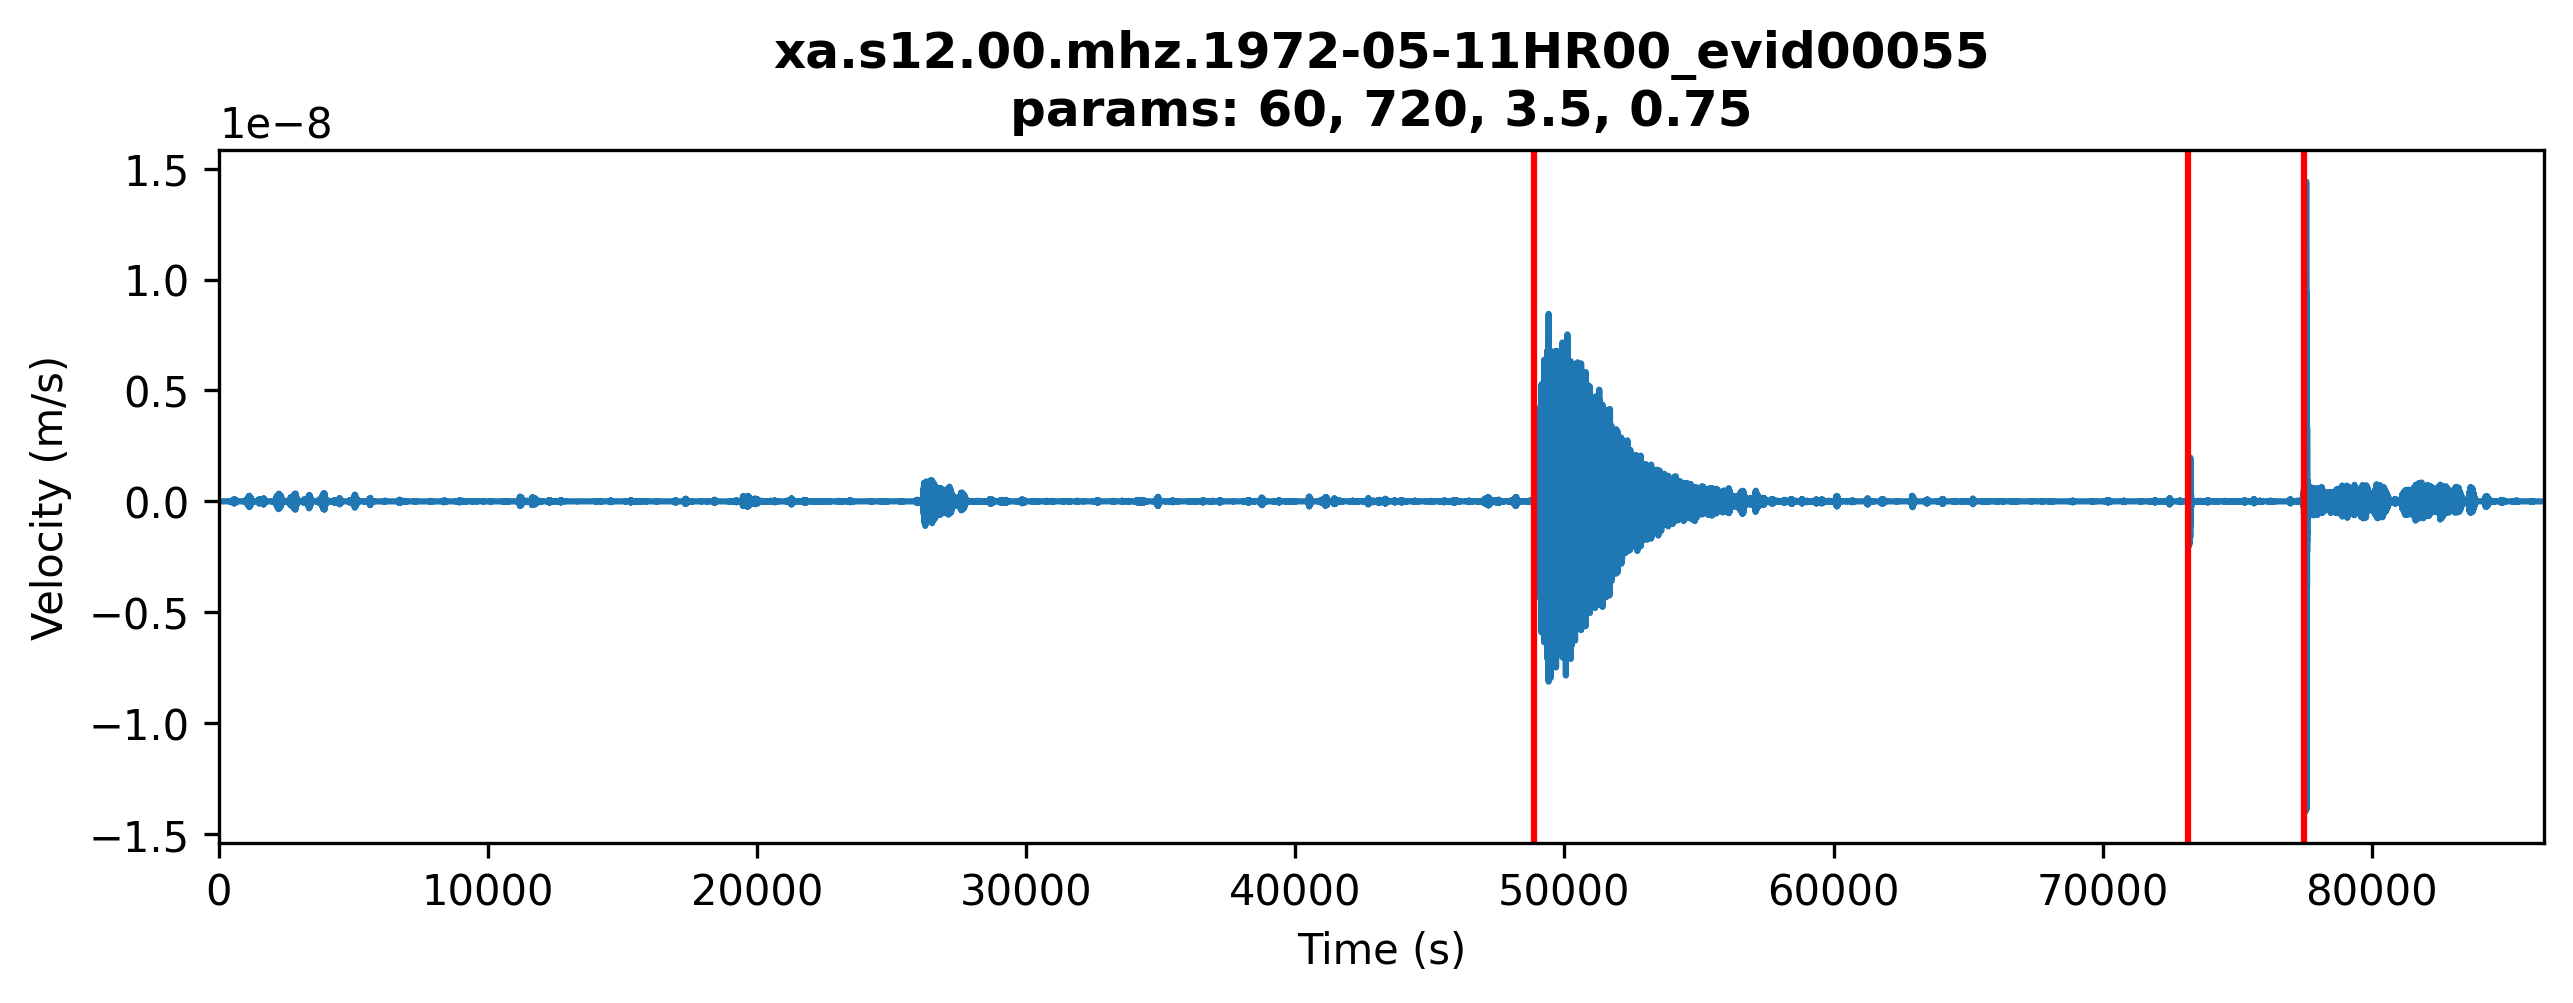 xa.s12.00.mhz.1972-05-11HR00_evid00055
params: 60, 720, 3.5, 0.75
1e−8
1.5
1.0
0.5
0.0
−0.5
−1.0
−1.5
Velocity (m/s)
0 10000 20000 30000 40000 50000 60000 70000 80000
Time (s)